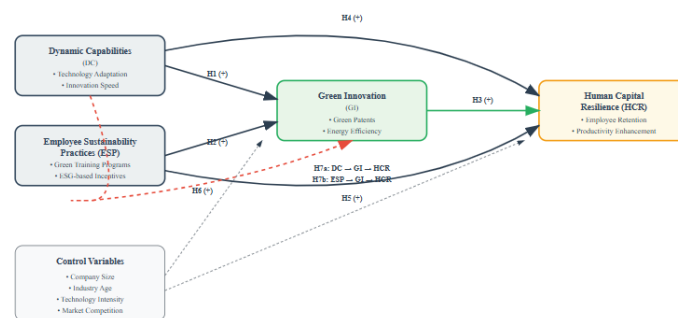 H4 (+)
Dynamic Capabilities
(DC)
• Technology Adaptation
• Innovation Speed
H1 (+)
Green Innovation
(GI)
• Green Patents
• Energy Efficiency
H3 (+)
Human Capital
Resilience (HCR)
• Employee Retention
• Productivity Enhancement
Employee Sustainability
Practices (ESP)
• Green Training Programs
• ESG-based Incentives
H2 (+)
H7a: DC → GI → HCR
H7b: ESP → GI → HCR
H6 (+)
H5 (+)
Control Variables
• Company Size
• Industry Age
• Technology Intensity
• Market Competition